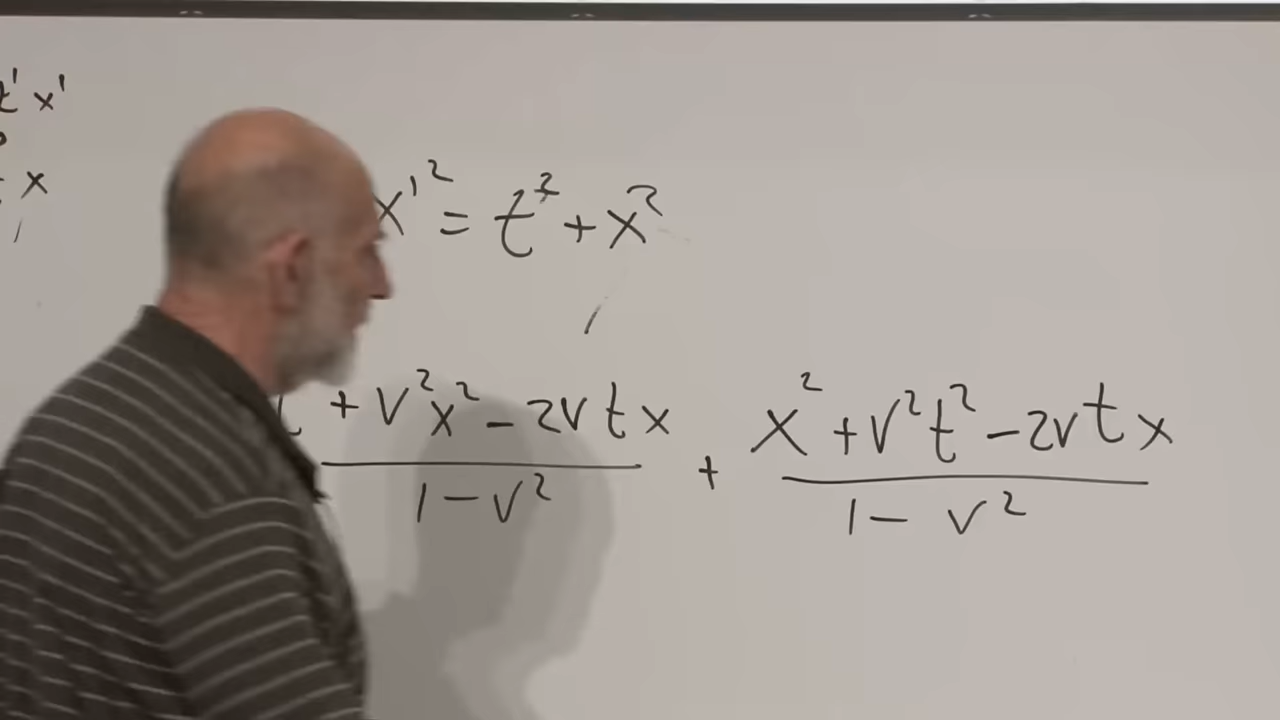 t' x'
x
x'² = t² + x²
t + v²x² - 2vtx + x² + v²t² - 2vtx
1 - v² 1 - v²